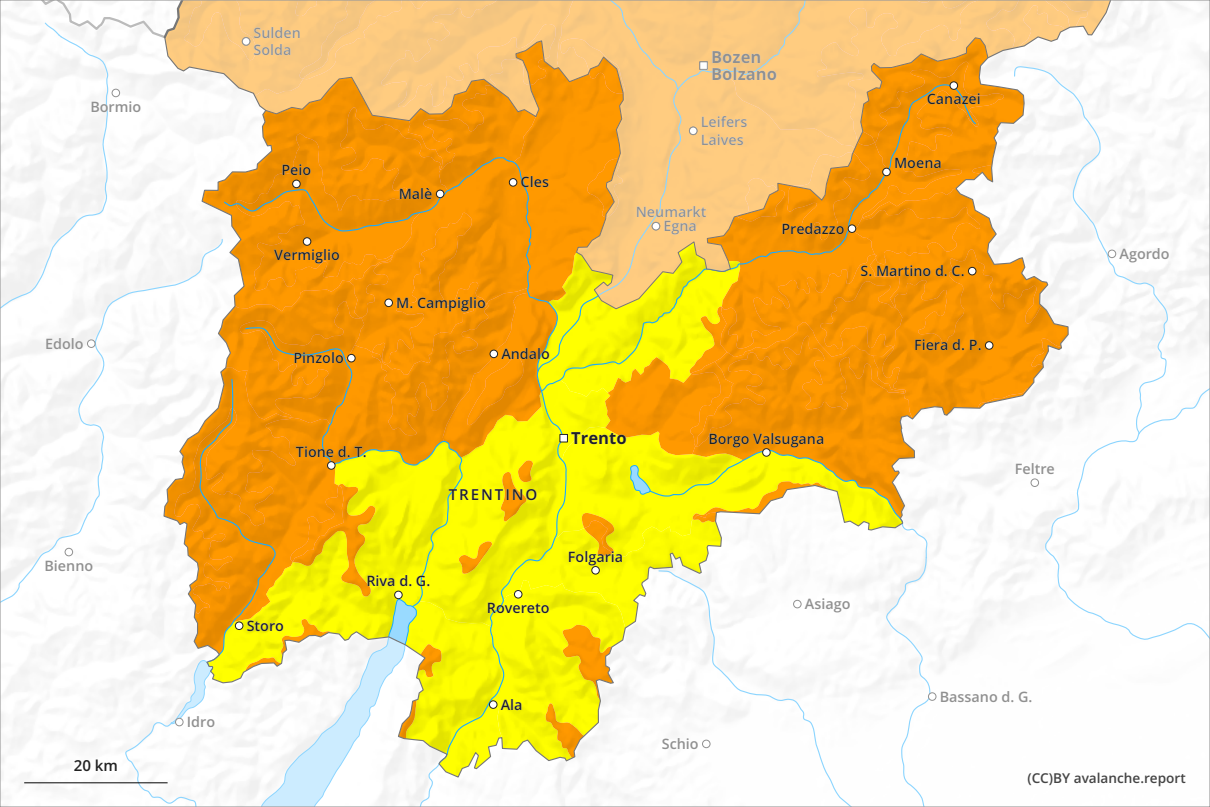 Sulden
Solda
Bozen
Bolzano
Bormio
Canazei
Leifers
Laives
Moena
Peio
Malè
Cles
Neumarkt
Egna
Predazzo
Vermiglio
Agordo
S. Martino d. C.
M. Campiglio
Edolo
Pinzolo
Andalo
Fiera d. P.
Trento
Borgo Valsugana
Tione d. T.
Feltre
TRENTINO
Bienno
Folgaria
Riva d. G.
Rovereto
Asiago
Storo
Bassano d. G.
Ala
Idro
Schio
20 km
(CC)BY avalanche.report